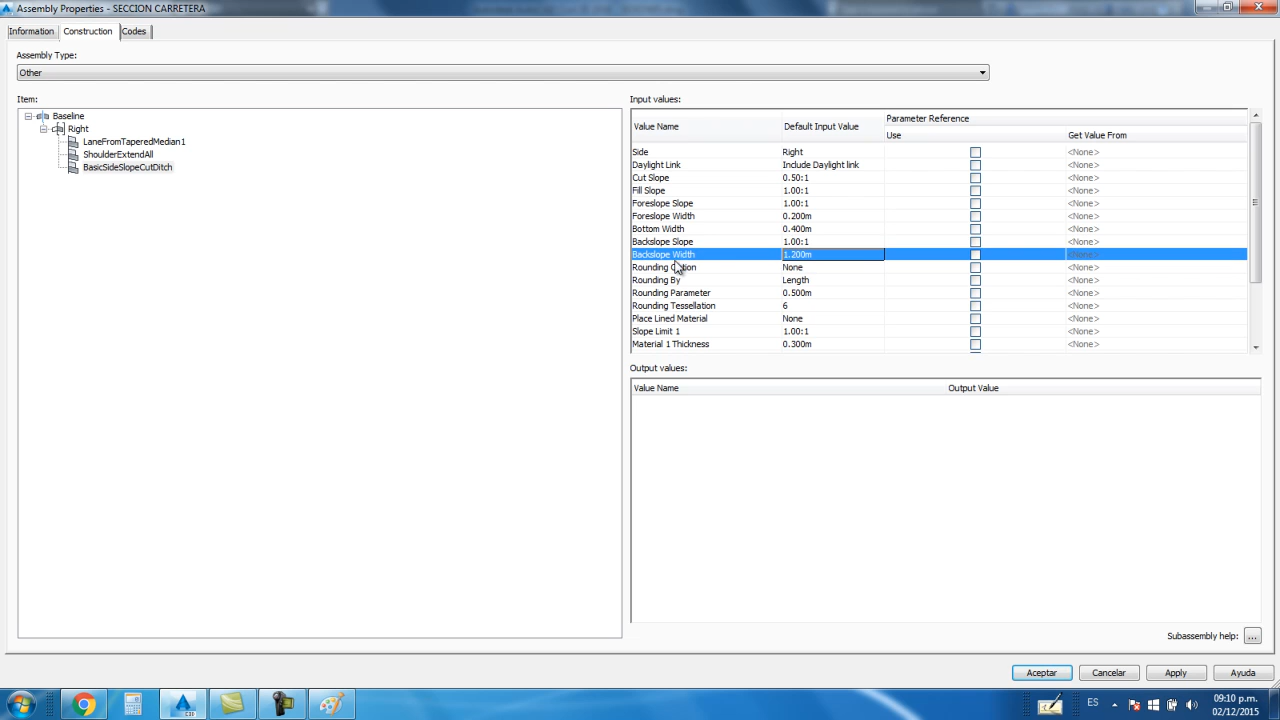 Assembly Properties - SECCION CARRETERA
Information Construction Codes
Assembly Type:
Other
Item: Input values:
Baseline
Right
LaneFromTaperedMedian1
ShoulderExtendAll
BasicSideSlopeCutDitch
Value Name Default Input Value Parameter Reference
Use Get Value From
Side Right <None>
Daylight Link Include Daylight link <None>
Cut Slope 0.50:1 <None>
Fill Slope 1.00:1 <None>
Foreslope Slope 1.00:1 <None>
Foreslope Width 0.200m <None>
Bottom Width 0.400m <None>
Backslope Slope 1.00:1 <None>
Backslope Width 1.200m <None>
Rounding Option None <None>
Rounding By Length <None>
Rounding Parameter 0.500m <None>
Rounding Tessellation 6 <None>
Place Lined Material None <None>
Slope Limit 1 1.00:1 <None>
Material 1 Thickness 0.300m <None>
Output values:
Value Name Output Value
Subassembly help: ...
Aceptar Cancelar Apply Ayuda
ES 09:10 p.m.
02/12/2015